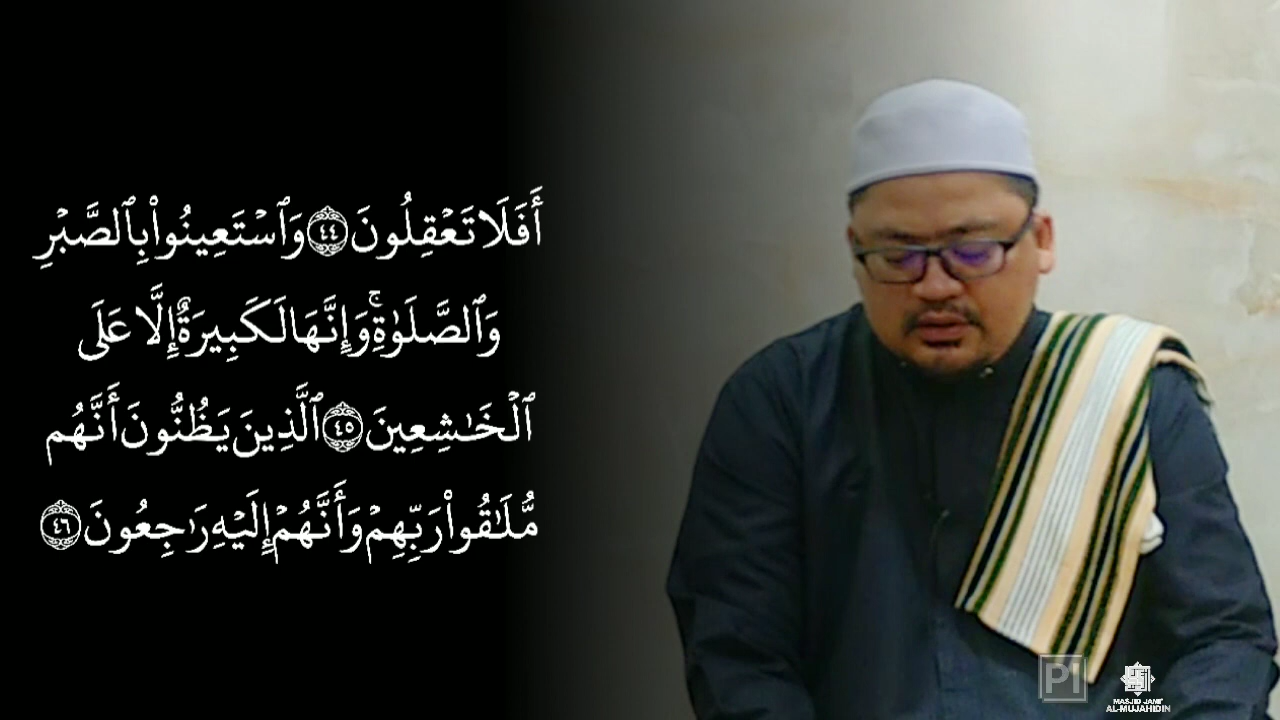 أَفَلَا تَعْقِلُونَ ٤٤ وَٱسْتَعِينُوا۟ بِٱلصَّبْرِ
وَٱلصَّلَوٰةِ ۚ وَإِنَّهَا لَكَبِيرَةٌ إِلَّا عَلَى
ٱلْخَـٰشِعِينَ ٤٥ ٱلَّذِينَ يَظُنُّونَ أَنَّهُم
مُّلَـٰقُوا۟ رَبِّهِمْ وَأَنَّهُمْ إِلَيْهِ رَٰجِعُونَ ٤٦
PI
MASJID JAMI'
AL-MUJAHIDIN